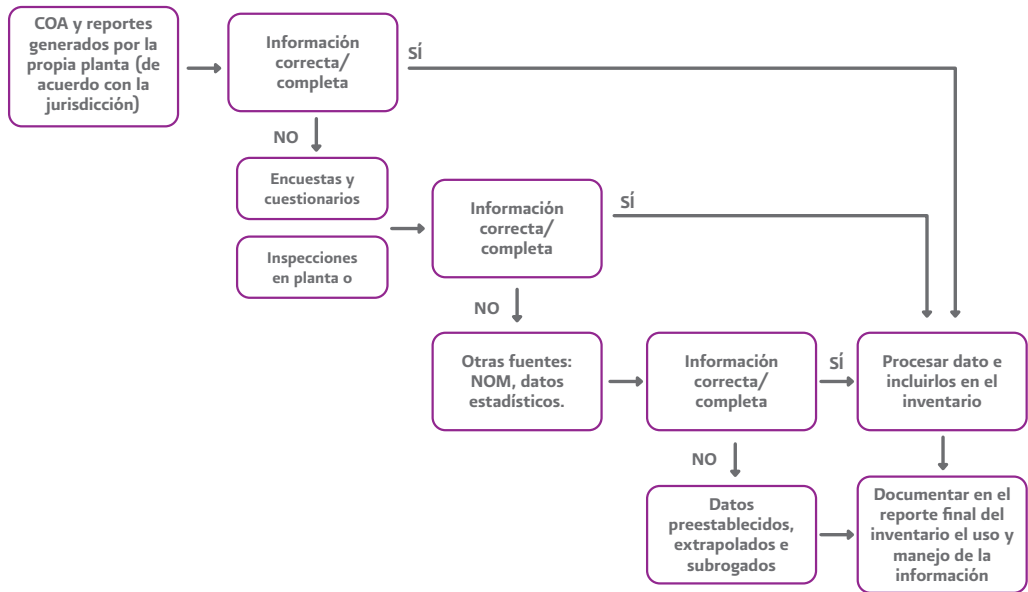 COA y reportes
generados por la
propia planta (de
acuerdo con la
jurisdicción)
Información
correcta/
completa
SÍ
NO
Encuestas y
cuestionarios
Inspecciones
en planta o
Información
correcta/
completa
SÍ
NO
Otras fuentes:
NOM, datos
estadísticos.
Información
correcta/
completa
SÍ
Procesar dato e
incluirlos en el
inventario
NO
Datos
preestablecidos,
extrapolados e
subrogados
Documentar en el
reporte final del
inventario el uso y
manejo de la
información